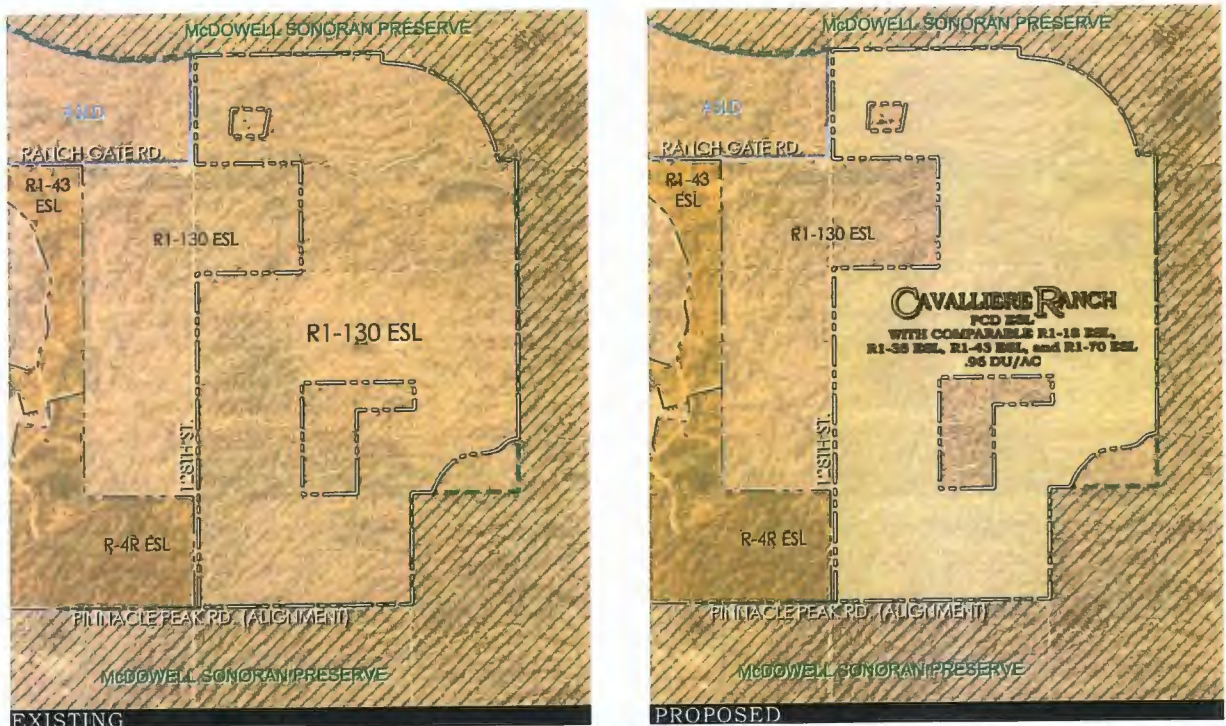 McDOWELL SONORAN PRESERVE
ASLD
RANCH GATE RD.
R1-43
ESL
R1-130 ESL
R1-130 ESL
128TH ST.
R-4R ESL
PINNACLE PEAK RD. (ALIGNMENT)
McDOWELL SONORAN PRESERVE
EXISTING
McDOWELL SONORAN PRESERVE
ASLD
RANCH GATE RD.
R1-43
ESL
R1-130 ESL
CAVALLIERE RANCH
PCD ESL
WITH COMPARABLE R1-18 ESL,
R1-35 ESL, R1-43 ESL, and R1-70 ESL
.96 DU/AC
128TH ST.
R-4R ESL
PINNACLE PEAK RD. (ALIGNMENT)
McDOWELL SONORAN PRESERVE
PROPOSED